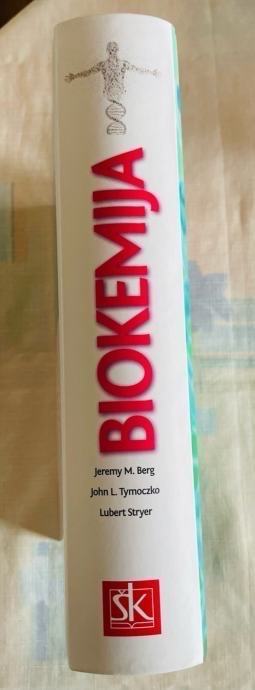 BIOKEMIJA
Jeremy M. Berg
John L. Tymoczko
Lubert Stryer
ŠK